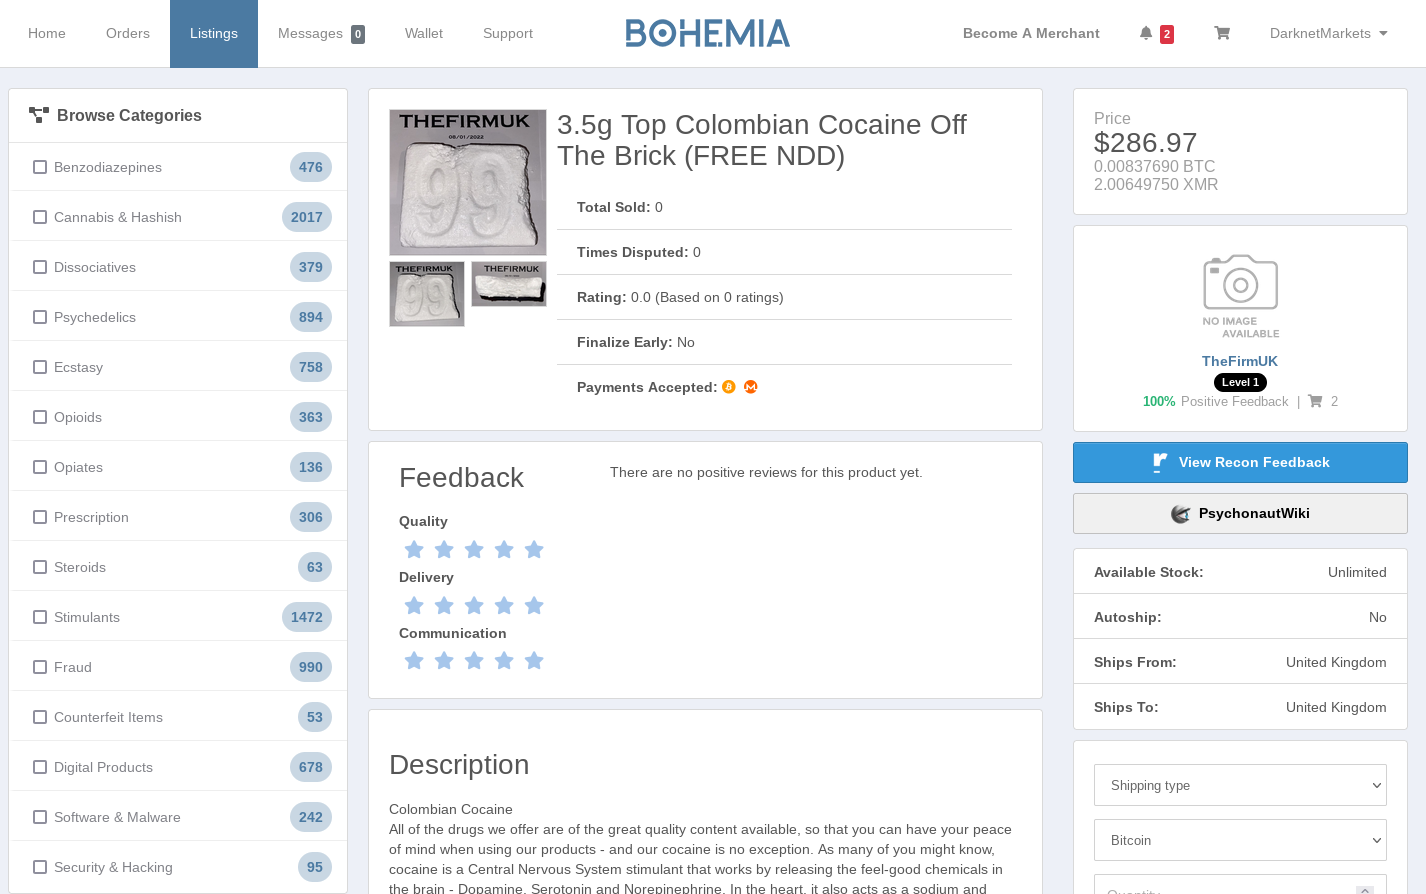 Home Orders Listings Messages 0 Wallet Support BOHEMIA Become A Merchant 2 DarknetMarkets
Browse Categories
Benzodiazepines 476
Cannabis & Hashish 2017
Dissociatives 379
Psychedelics 894
Ecstasy 758
Opioids 363
Opiates 136
Prescription 306
Steroids 63
Stimulants 1472
Fraud 990
Counterfeit Items 53
Digital Products 678
Software & Malware 242
Security & Hacking 95
THEFIRMUK
06/01/2022
99
THEFIRMUK
99
THEFIRMUK
3.5g Top Colombian Cocaine Off
The Brick (FREE NDD)
Total Sold: 0
Times Disputed: 0
Rating: 0.0 (Based on 0 ratings)
Finalize Early: No
Payments Accepted:
Feedback
Quality
Delivery
Communication
There are no positive reviews for this product yet.
Description
Colombian Cocaine
All of the drugs we offer are of the great quality content available, so that you can have your peace
of mind when using our products - and our cocaine is no exception. As many of you might know,
cocaine is a Central Nervous System stimulant that works by releasing the feel-good chemicals in
the brain - Dopamine, Serotonin and Norepinephrine. In the heart, it also acts as a sodium and
Price
$286.97
0.00837690 BTC
2.00649750 XMR
NO IMAGE
AVAILABLE
TheFirmUK
Level 1
100% Positive Feedback | 2
View Recon Feedback
PsychonautWiki
Available Stock: Unlimited
Autoship: No
Ships From: United Kingdom
Ships To: United Kingdom
Shipping type
Bitcoin
Quantity